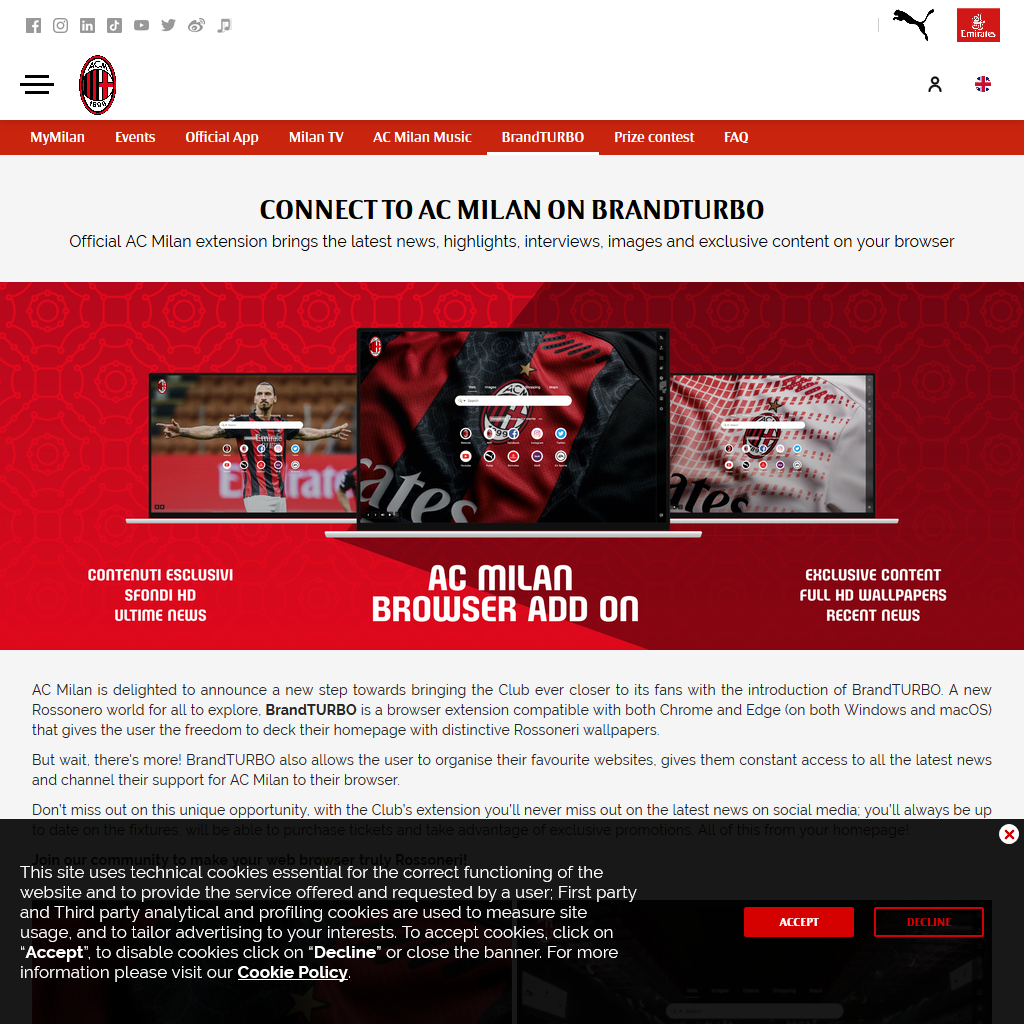 Emirates
ACM
1899
MyMilan Events Official App Milan TV AC Milan Music BrandTURBO Prize contest FAQ
CONNECT TO AC MILAN ON BRANDTURBO
Official AC Milan extension brings the latest news, highlights, interviews, images and exclusive content on your browser
Search
CONTENUTI ESCLUSIVI
SFONDI HD
ULTIME NEWS
AC MILAN
BROWSER ADD ON
EXCLUSIVE CONTENT
FULL HD WALLPAPERS
RECENT NEWS
AC Milan is delighted to announce a new step towards bringing the Club ever closer to its fans with the introduction of BrandTURBO. A new
Rossonero world for all to explore, BrandTURBO is a browser extension compatible with both Chrome and Edge (on both Windows and macOS)
that gives the user the freedom to deck their homepage with distinctive Rossoneri wallpapers.
But wait, there's more! BrandTURBO also allows the user to organise their favourite websites, gives them constant access to all the latest news
and channel their support for AC Milan to their browser.
Don't miss out on this unique opportunity, with the Club's extension you'll never miss out on the latest news on social media; you'll always be up
to date on the fixtures, will be able to purchase tickets and take advantage of exclusive promotions. All of this from your homepage!
Join our community to make your web browser truly Rossoneri!
This site uses technical cookies essential for the correct functioning of the
website and to provide the service offered and requested by a user; First party
and Third party analytical and profiling cookies are used to measure site
usage, and to tailor advertising to your interests. To accept cookies, click on
“Accept”, to disable cookies click on “Decline” or close the banner. For more
information please visit our Cookie Policy.
ACCEPT
DECLINE